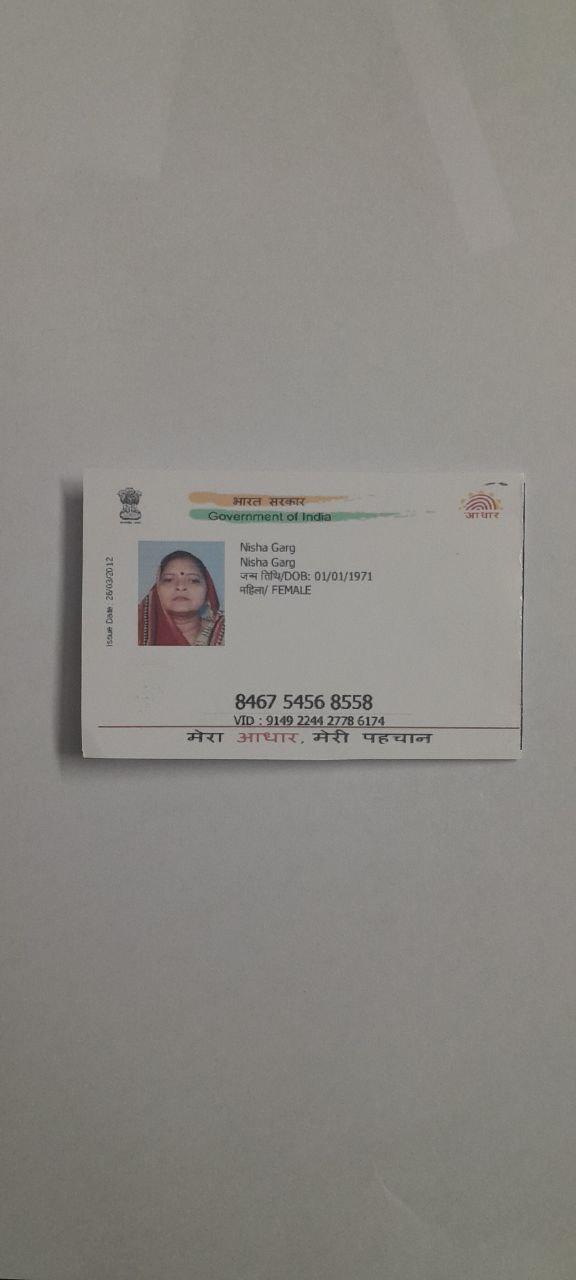 भारत सरकार
Government of India
आधार
Issue Date : 26/03/2012
Nisha Garg
Nisha Garg
जन्म तिथि/DOB: 01/01/1971
महिला/ FEMALE
8467 5456 8558
VID : 9149 2244 2778 6174
मेरा आधार, मेरी पहचान